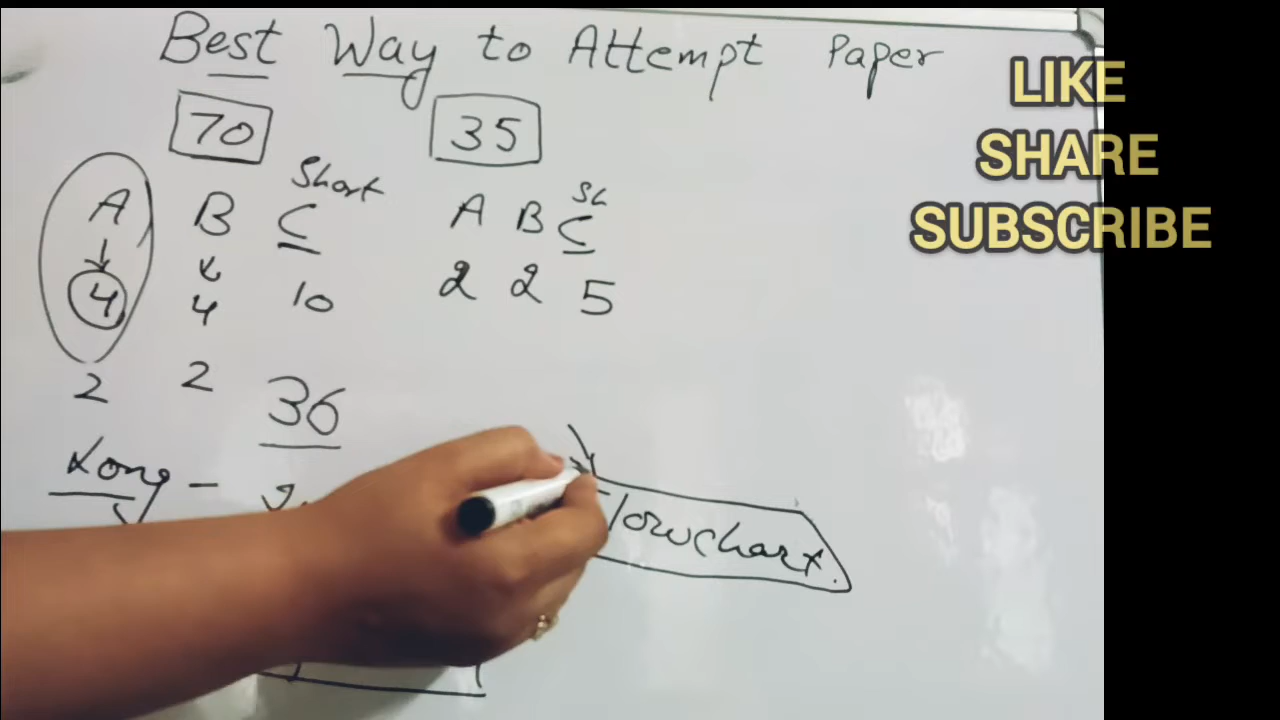 Best Way to Attempt Paper
LIKE
SHARE
SUBSCRIBE
70 35
Short
A B C
SL
A B C
4 4 10
2 2 5
2 2 36
Long -
Flowchart